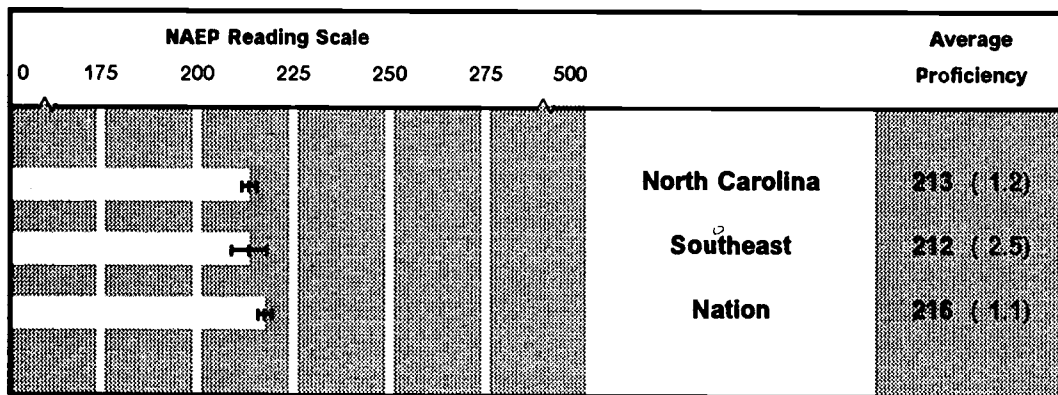 NAEP Reading Scale
Average
Proficiency
0 175 200 225 250 275 500
North Carolina 213 ( 1.2)
Southeast 212 ( 2.5)
Nation 216 ( 1.1)